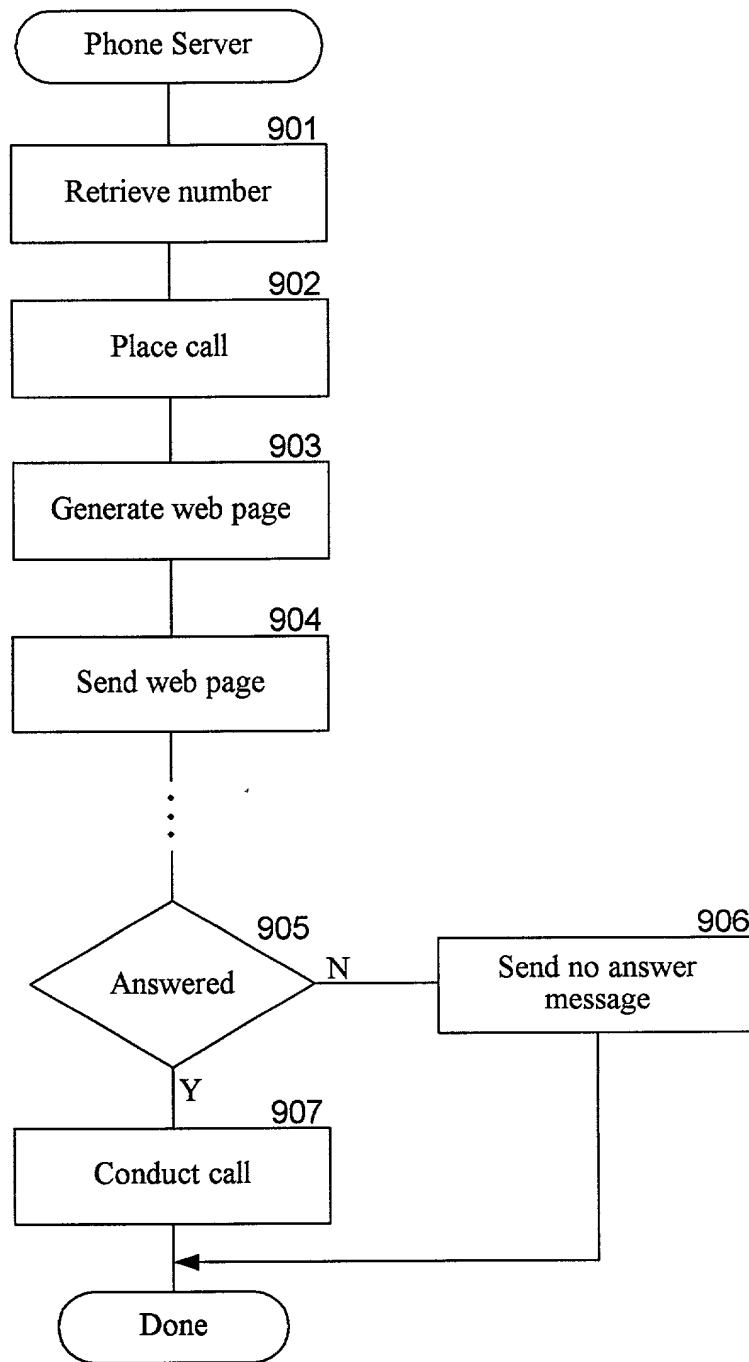 Phone Server
901
Retrieve number
902
Place call
903
Generate web page
904
Send web page
905
Answered
N
906
Send no answer
message
Y
907
Conduct call
Done